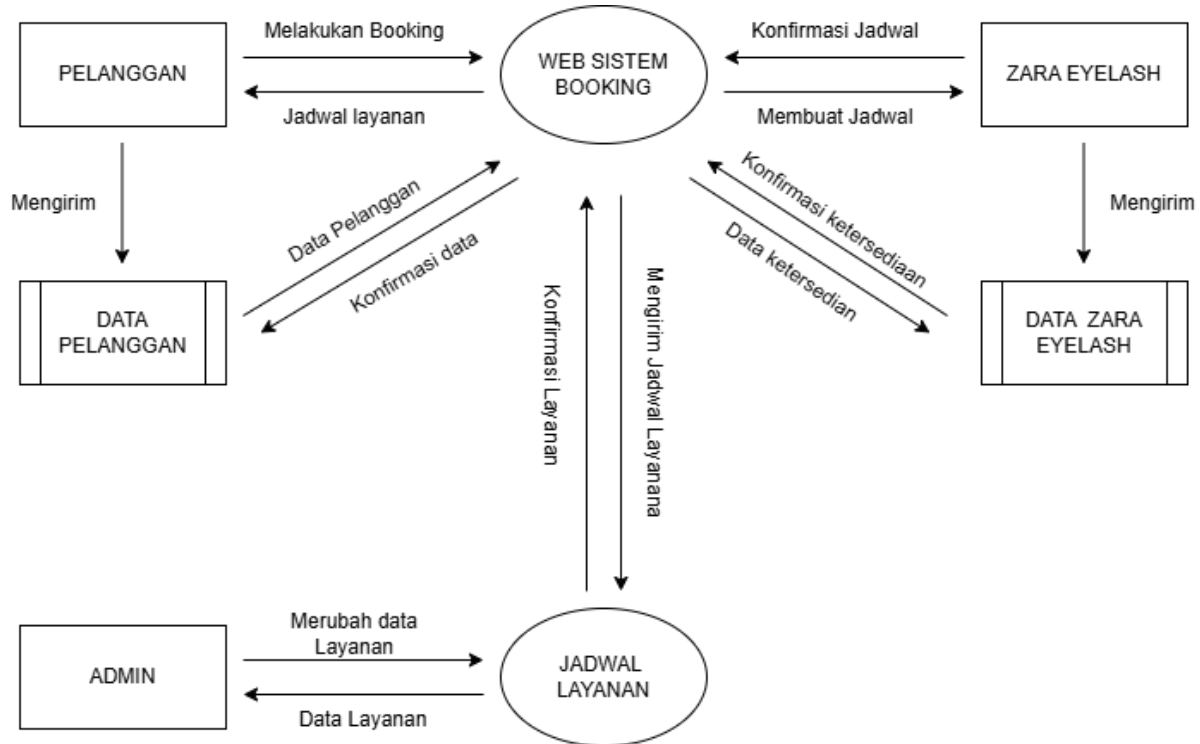 Melakukan Booking
Konfirmasi Jadwal
PELANGGAN
WEB SISTEM
BOOKING
ZARA EYELASH
Jadwal layanan
Membuat Jadwal
Mengirim
Data Pelanggan
Konfirmasi data
Konfirmasi ketersediaan
Data ketersedian
Mengirim
DATA
PELANGGAN
Konfirmasi Layanan
Mengirim Jadwal Layanana
DATA ZARA
EYELASH
Merubah data
Layanan
ADMIN
JADWAL
LAYANAN
Data Layanan